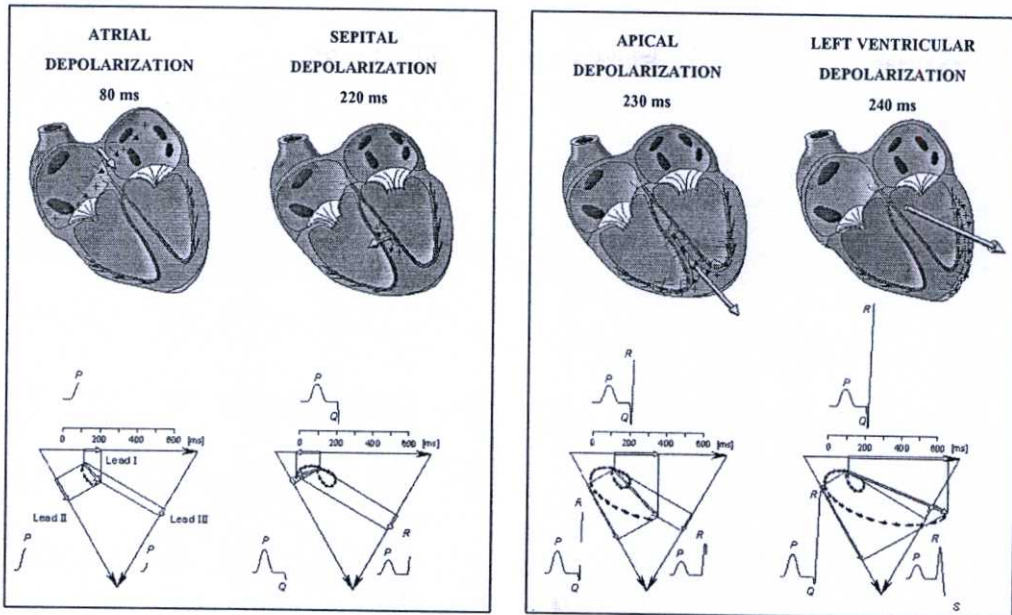 ATRIAL
DEPOLARIZATION
80 ms
P
0 200 600 [ms]
Lead I
Lead II
Lead III
P
P
SEPITAL
DEPOLARIZATION
220 ms
P
Q
0 200 400 600 [ms]
R
P
Q
P
APICAL
DEPOLARIZATION
230 ms
R
P
Q
0 200 400 600 [ms]
R
R
P
Q
P
LEFT VENTRICULAR
DEPOLARIZATION
240 ms
R
P
Q
0 200 400 600 [ms]
R
R
P
Q
P
S